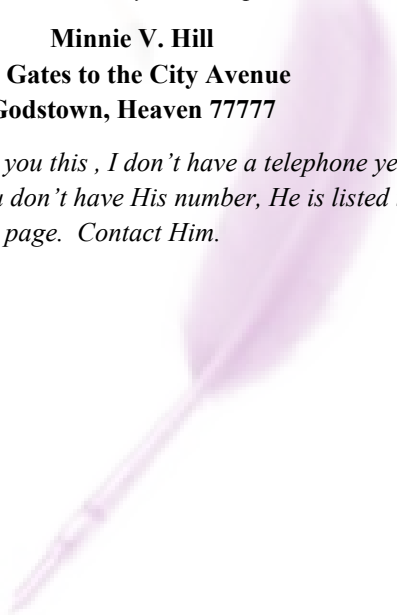 Minnie V. Hill
Gates to the City Avenue
Godstown, Heaven 77777
you this , I don’t have a telephone ye
don’t have His number, He is listed
page. Contact Him.